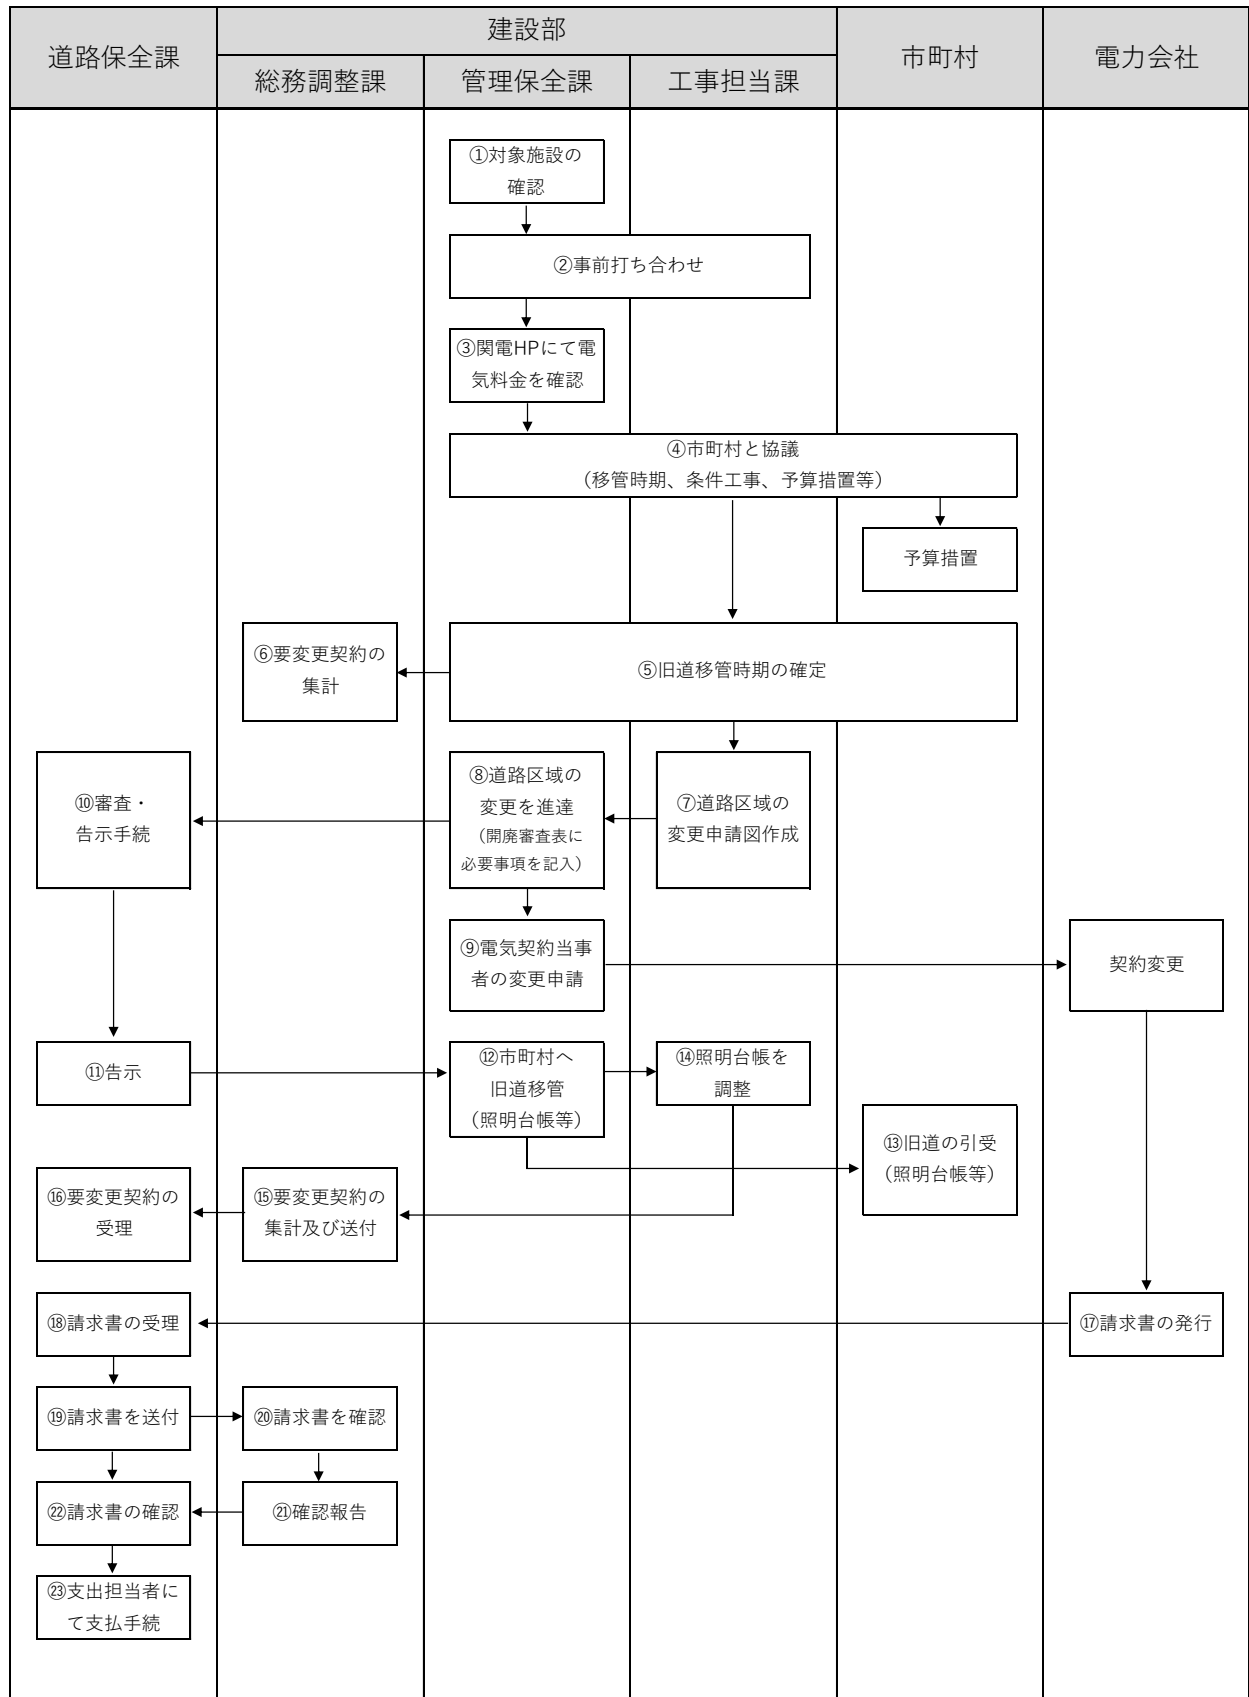 道路保全課
建設部
総務調整課
管理保全課
工事担当課
市町村
電力会社
①対象施設の
確認
②事前打ち合わせ
③関電HPにて電
気料金を確認
④市町村と協議
（移管時期、条件工事、予算措置等）
予算措置
⑥要変更契約の
集計
⑤旧道移管時期の確定
⑩審査・
告示手続
⑧道路区域の
変更を進達
（開廃審査表に
必要事項を記入）
⑦道路区域の
変更申請図作成
⑨電気契約当事
者の変更申請
契約変更
⑪告示
⑫市町村へ
旧道移管
（照明台帳等）
⑭照明台帳を
調整
⑬旧道の引受
（照明台帳等）
⑯要変更契約の
受理
⑮要変更契約の
集計及び送付
⑱請求書の受理
⑰請求書の発行
⑲請求書を送付
⑳請求書を確認
㉒請求書の確認
㉑確認報告
㉓支出担当者に
て支払手続